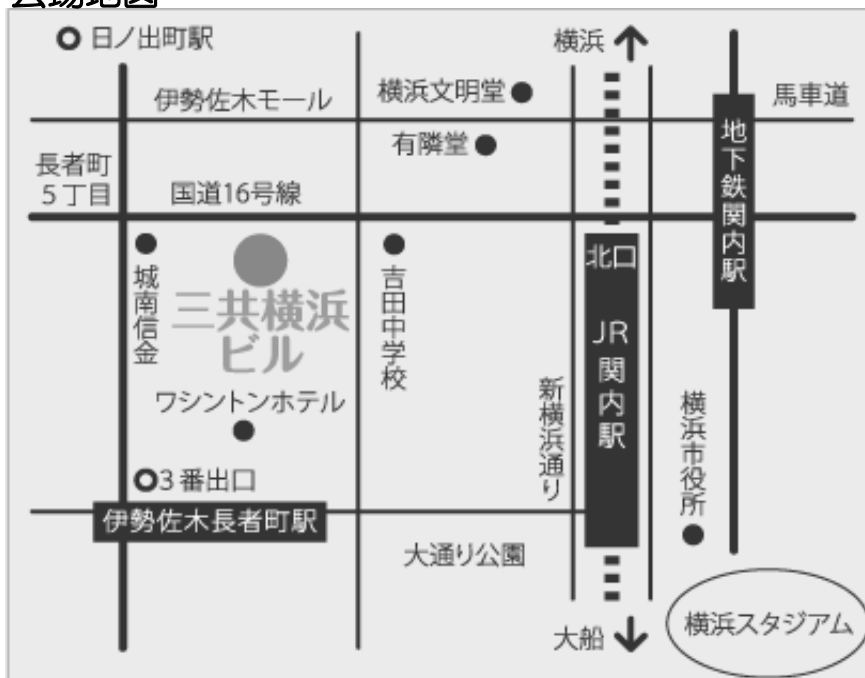 会場地図
日ノ出町駅
横浜
伊勢佐木モール
横浜文明堂
馬車道
有隣堂
地下鉄関内駅
長者町
5丁目
国道16号線
城南信金
三共横浜
ビル
吉田中学校
北口
JR関内駅
ワシントンホテル
新横浜通り
横浜市役所
3番出口
伊勢佐木長者町駅
大通り公園
大船
横浜スタジアム